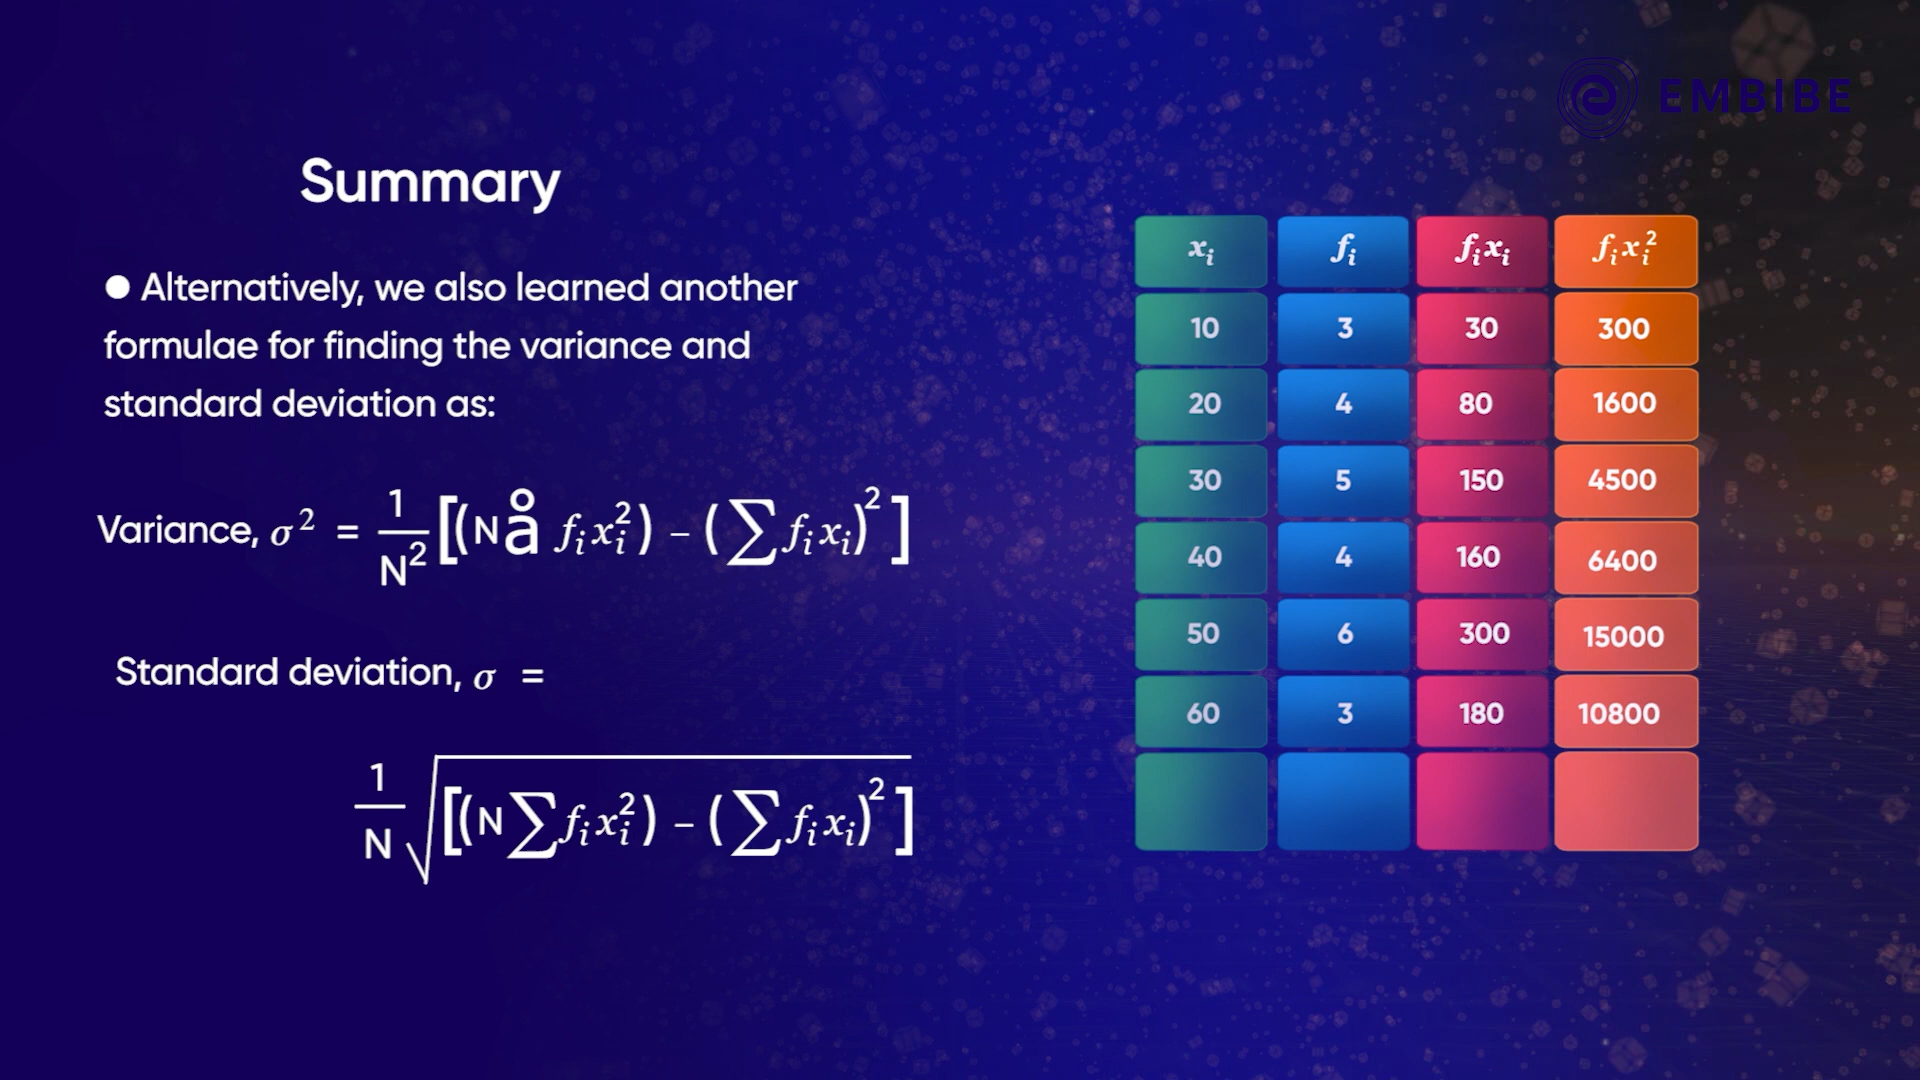 EMBIBE
Summary
● Alternatively, we also learned another
formulae for finding the variance and
standard deviation as:
Variance, σ² = 1/N² [(N å fᵢxᵢ²) – (∑fᵢxᵢ)²]
Standard deviation, σ =
1/N √[(N∑fᵢxᵢ²) – (∑fᵢxᵢ)²]
xᵢ fᵢ fᵢxᵢ fᵢxᵢ²
10 3 30 300
20 4 80 1600
30 5 150 4500
40 4 160 6400
50 6 300 15000
60 3 180 10800